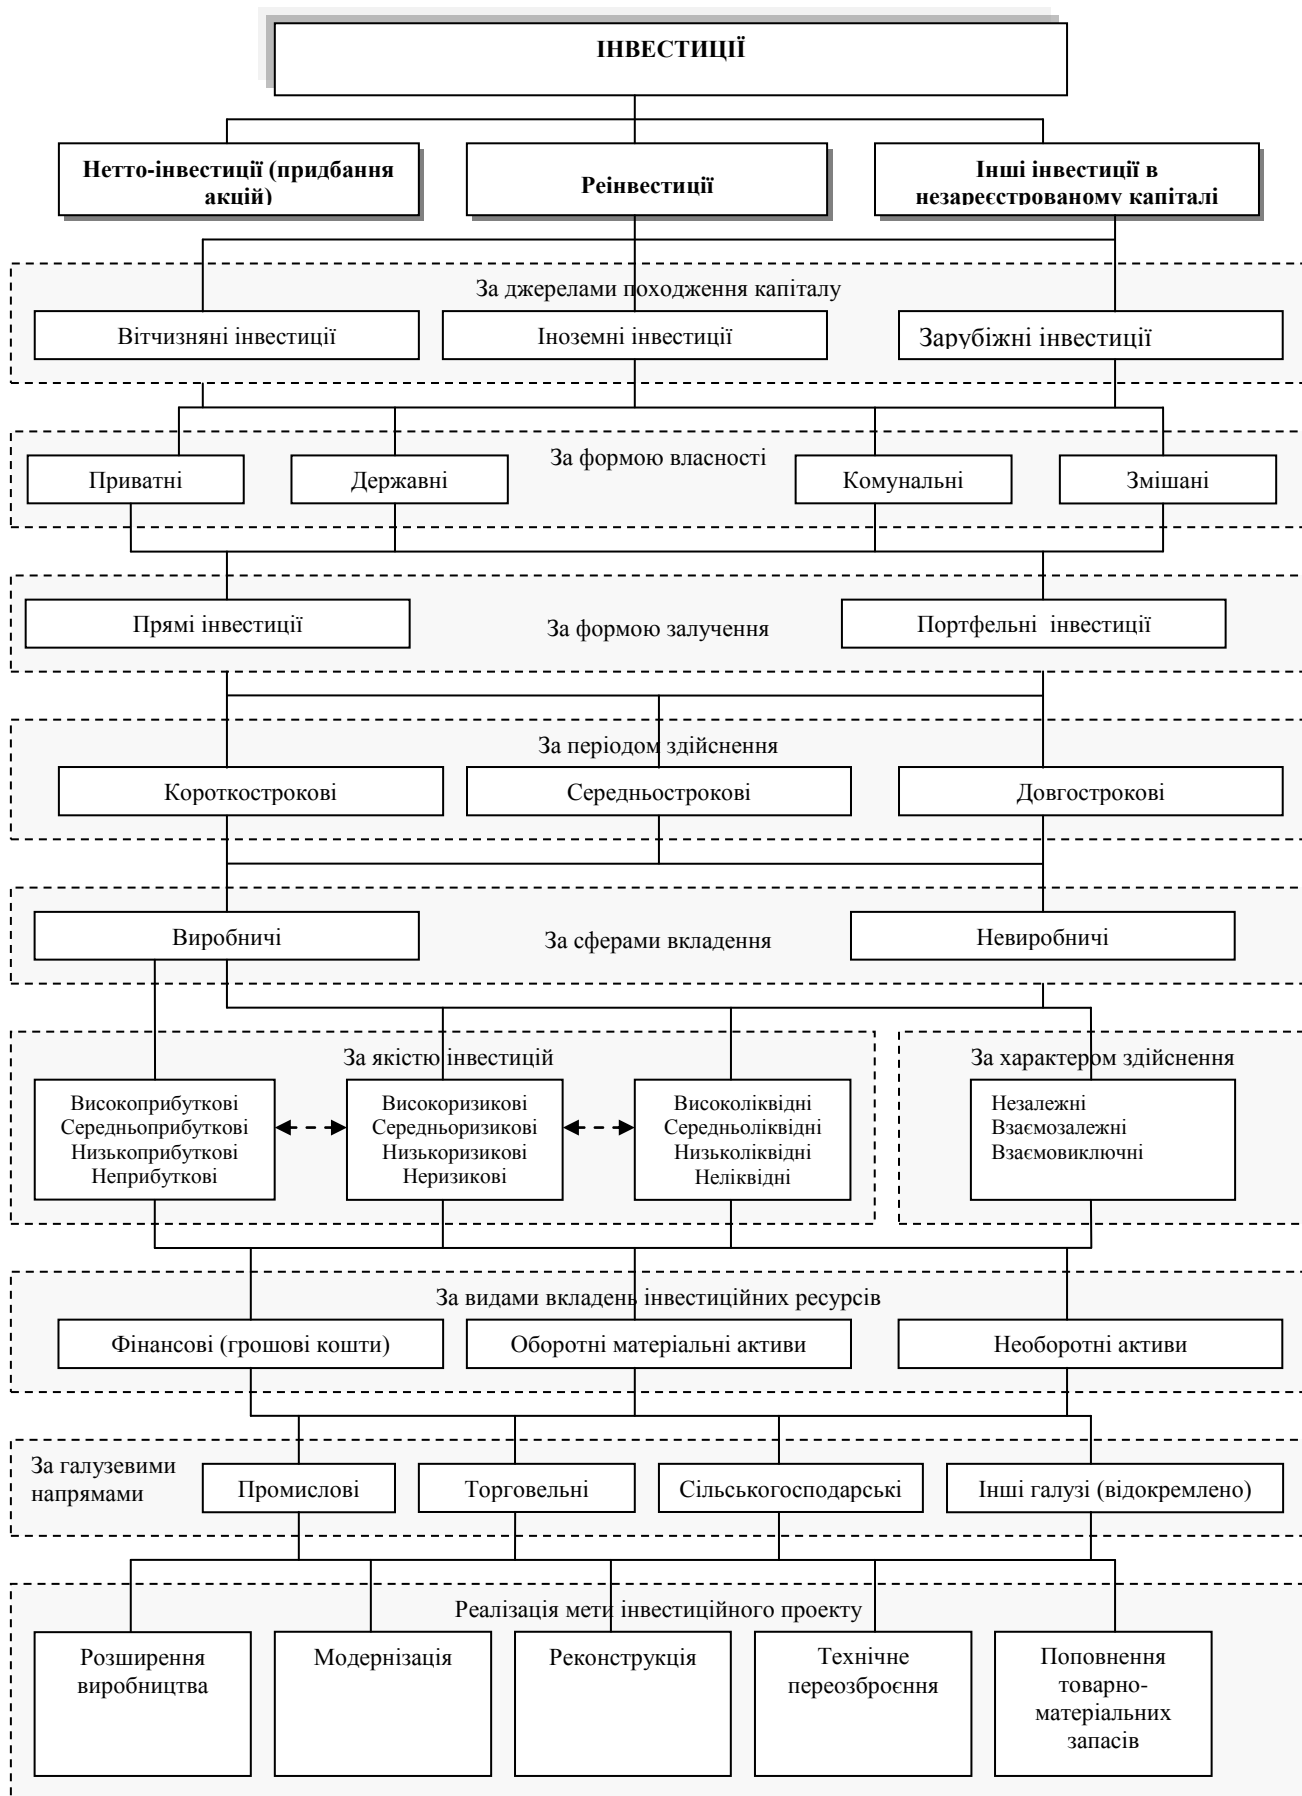 ІНВЕСТИЦІЇ
Нетто-інвестиції (придбання
акцій)
Реінвестиції
Інші інвестиції в
незареєстрованому капіталі
За джерелами походження капіталу
Вітчизняні інвестиції
Іноземні інвестиції
Зарубіжні інвестиції
За формою власності
Приватні
Державні
Комунальні
Змішані
Прямі інвестиції
За формою залучення
Портфельні інвестиції
За періодом здійснення
Короткострокові
Середньострокові
Довгострокові
Виробничі
За сферами вкладення
Невиробничі
За якістю інвестицій
Високоприбуткові
Середньоприбуткові
Низькоприбуткові
Неприбуткові
Високоризикові
Середньоризикові
Низькоризикові
Неризикові
Високоліквідні
Середньоліквідні
Низьколіквідні
Неліквідні
За характером здійснення
Незалежні
Взаємозалежні
Взаємовиключні
За видами вкладень інвестиційних ресурсів
Фінансові (грошові кошти)
Оборотні матеріальні активи
Необоротні активи
За галузевими
напрямами
Промислові
Торговельні
Сільськогосподарські
Інші галузі (відокремлено)
Реалізація мети інвестиційного проекту
Розширення
виробництва
Модернізація
Реконструкція
Технічне
переозброєння
Поповнення
товарно-
матеріальних
запасів